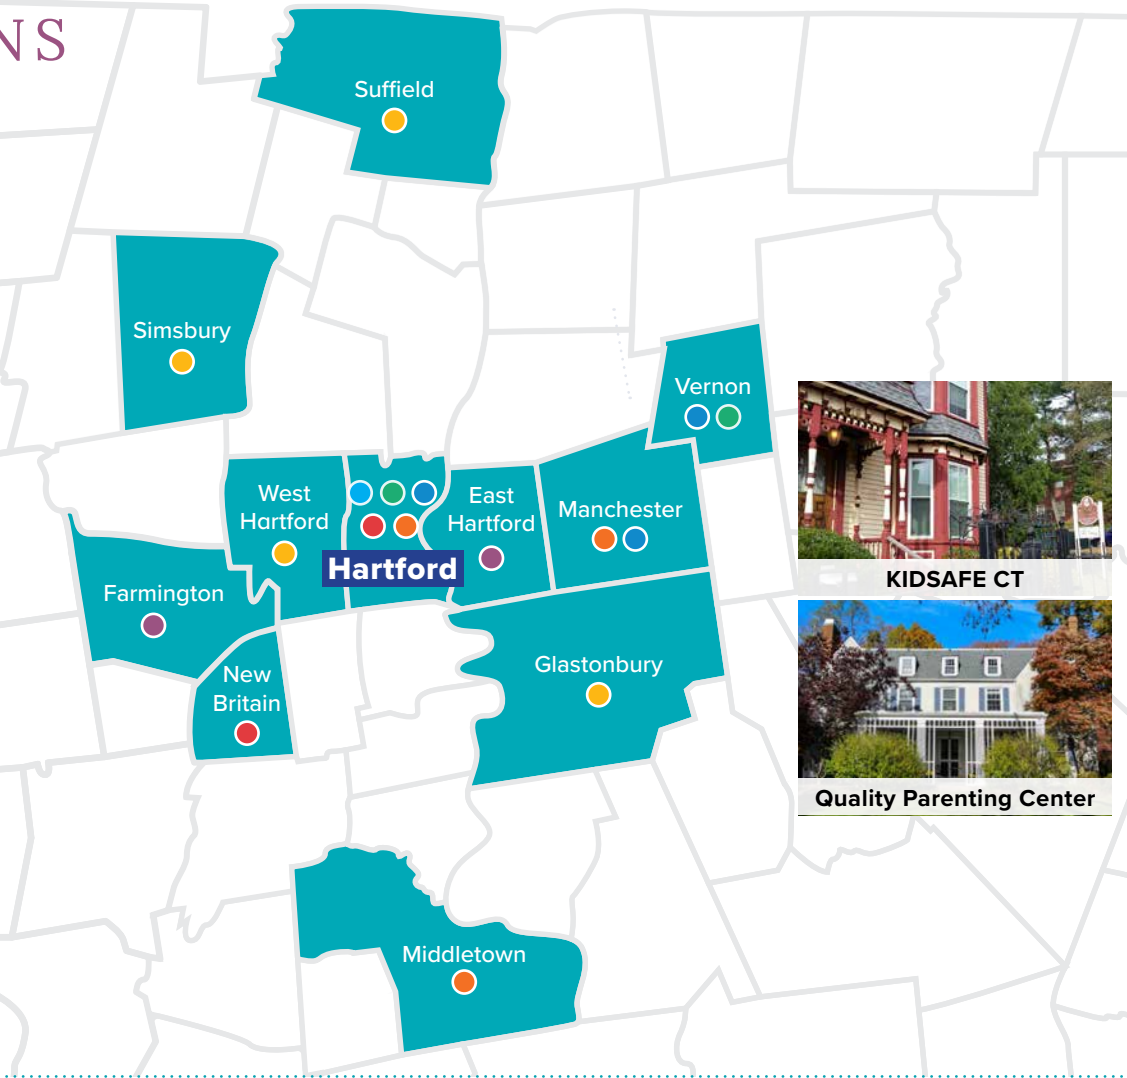 NS
Suffield
Simsbury
Vernon
West
Hartford
East
Hartford
Manchester
Hartford
Farmington
New
Britain
Glastonbury
Middletown
KIDSAFE CT
Quality Parenting Center